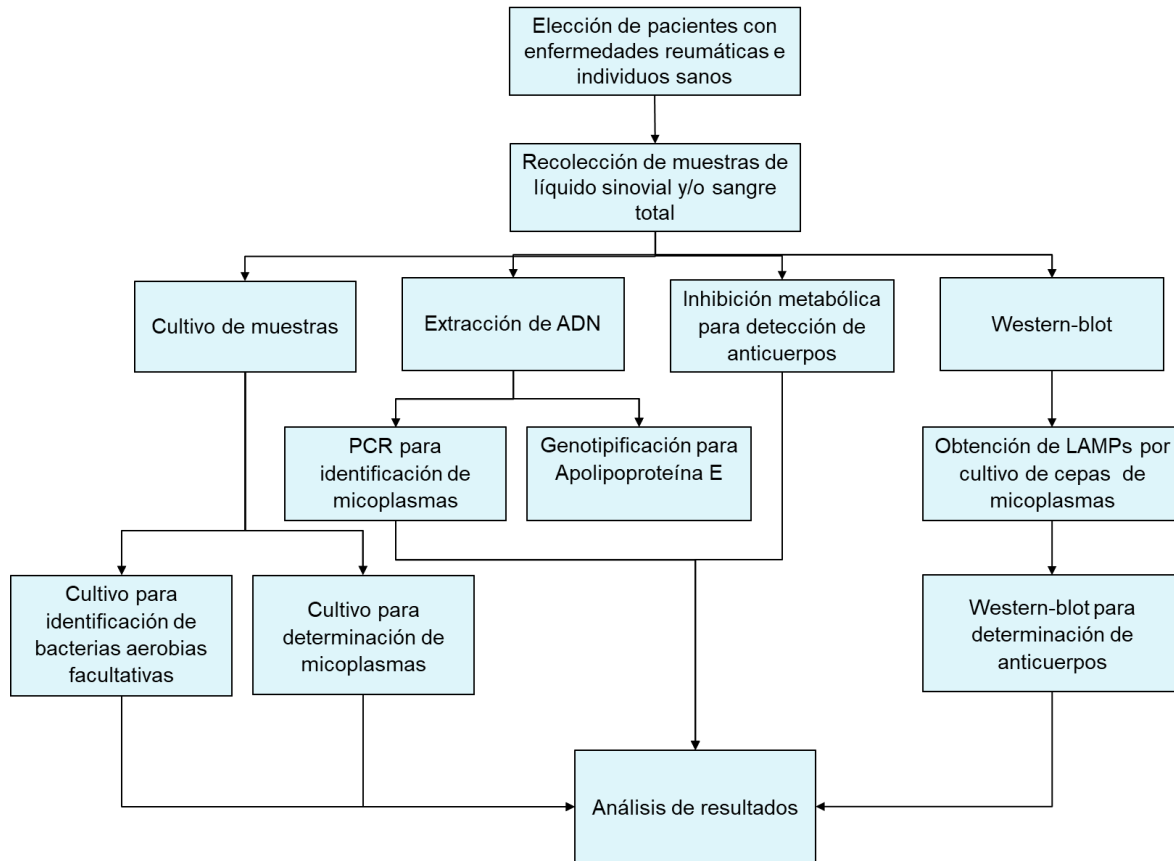 Elección de pacientes con
enfermedades reumáticas e
individuos sanos
Recolección de muestras de
líquido sinovial y/o sangre
total
Cultivo de muestras
Extracción de ADN
Inhibición metabólica
para detección de
anticuerpos
Western-blot
PCR para
identificación de
micoplasmas
Genotipificación para
Apolipoproteína E
Obtención de LAMPs por
cultivo de cepas de
micoplasmas
Cultivo para
identificación de
bacterias aerobias
facultativas
Cultivo para
determinación de
micoplasmas
Western-blot para
determinación de
anticuerpos
Análisis de resultados